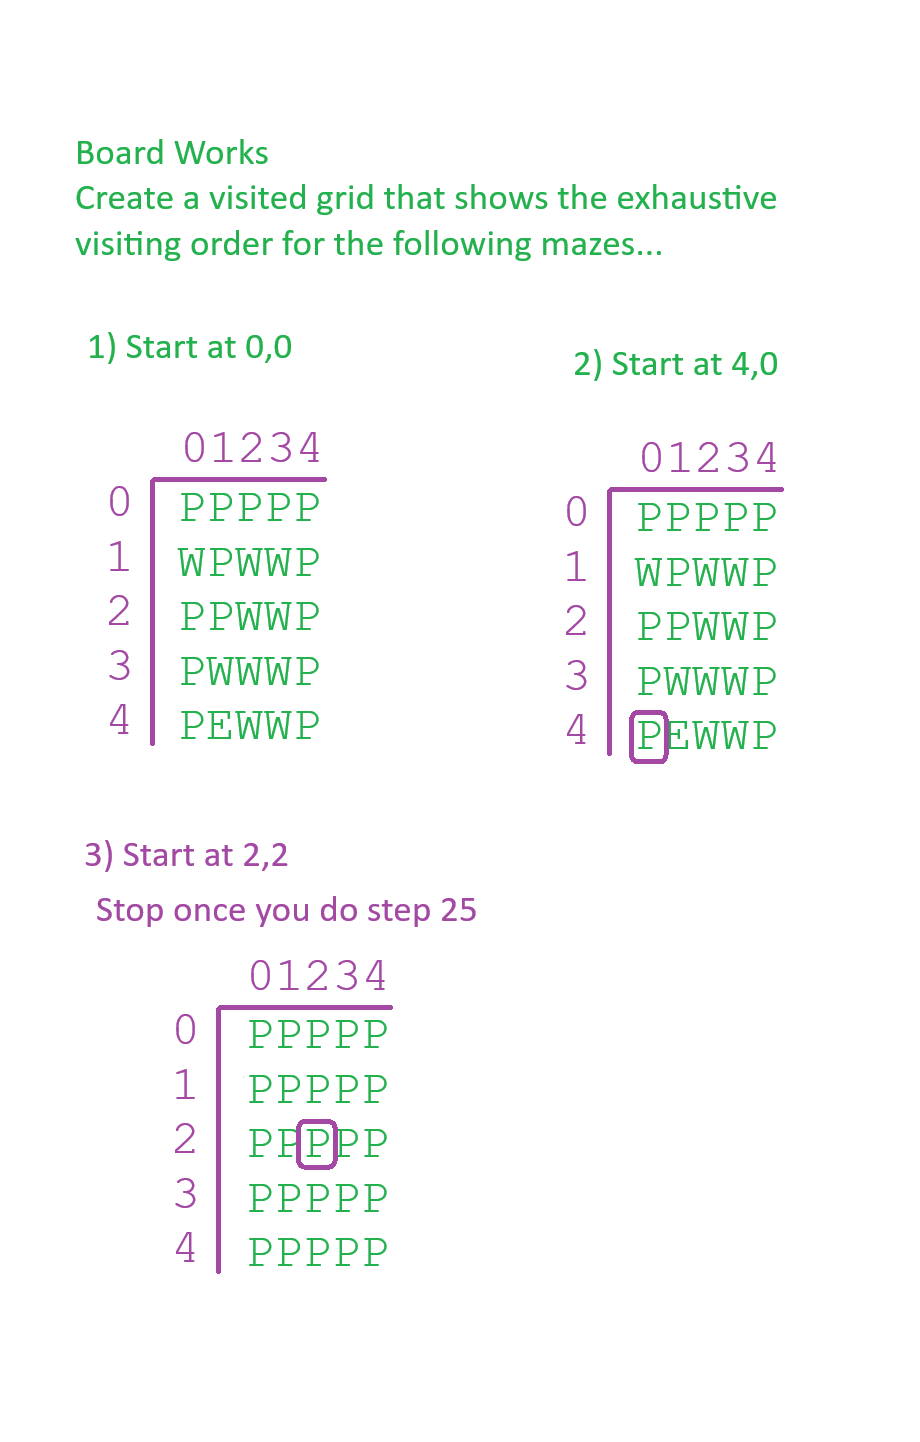 Board Works
Create a visited grid that shows the exhaustive
visiting order for the following mazes...
1) Start at 0,0
01234
0 PPPPP
1 WPWWP
2 PPWWP
3 PWWWP
4 PEWWP
2) Start at 4,0
01234
0 PPPPP
1 WPWWP
2 PPWWP
3 PWWWP
4 PEWWP
3) Start at 2,2
Stop once you do step 25
01234
0 PPPPP
1 PPPPP
2 PPPPP
3 PPPPP
4 PPPPP